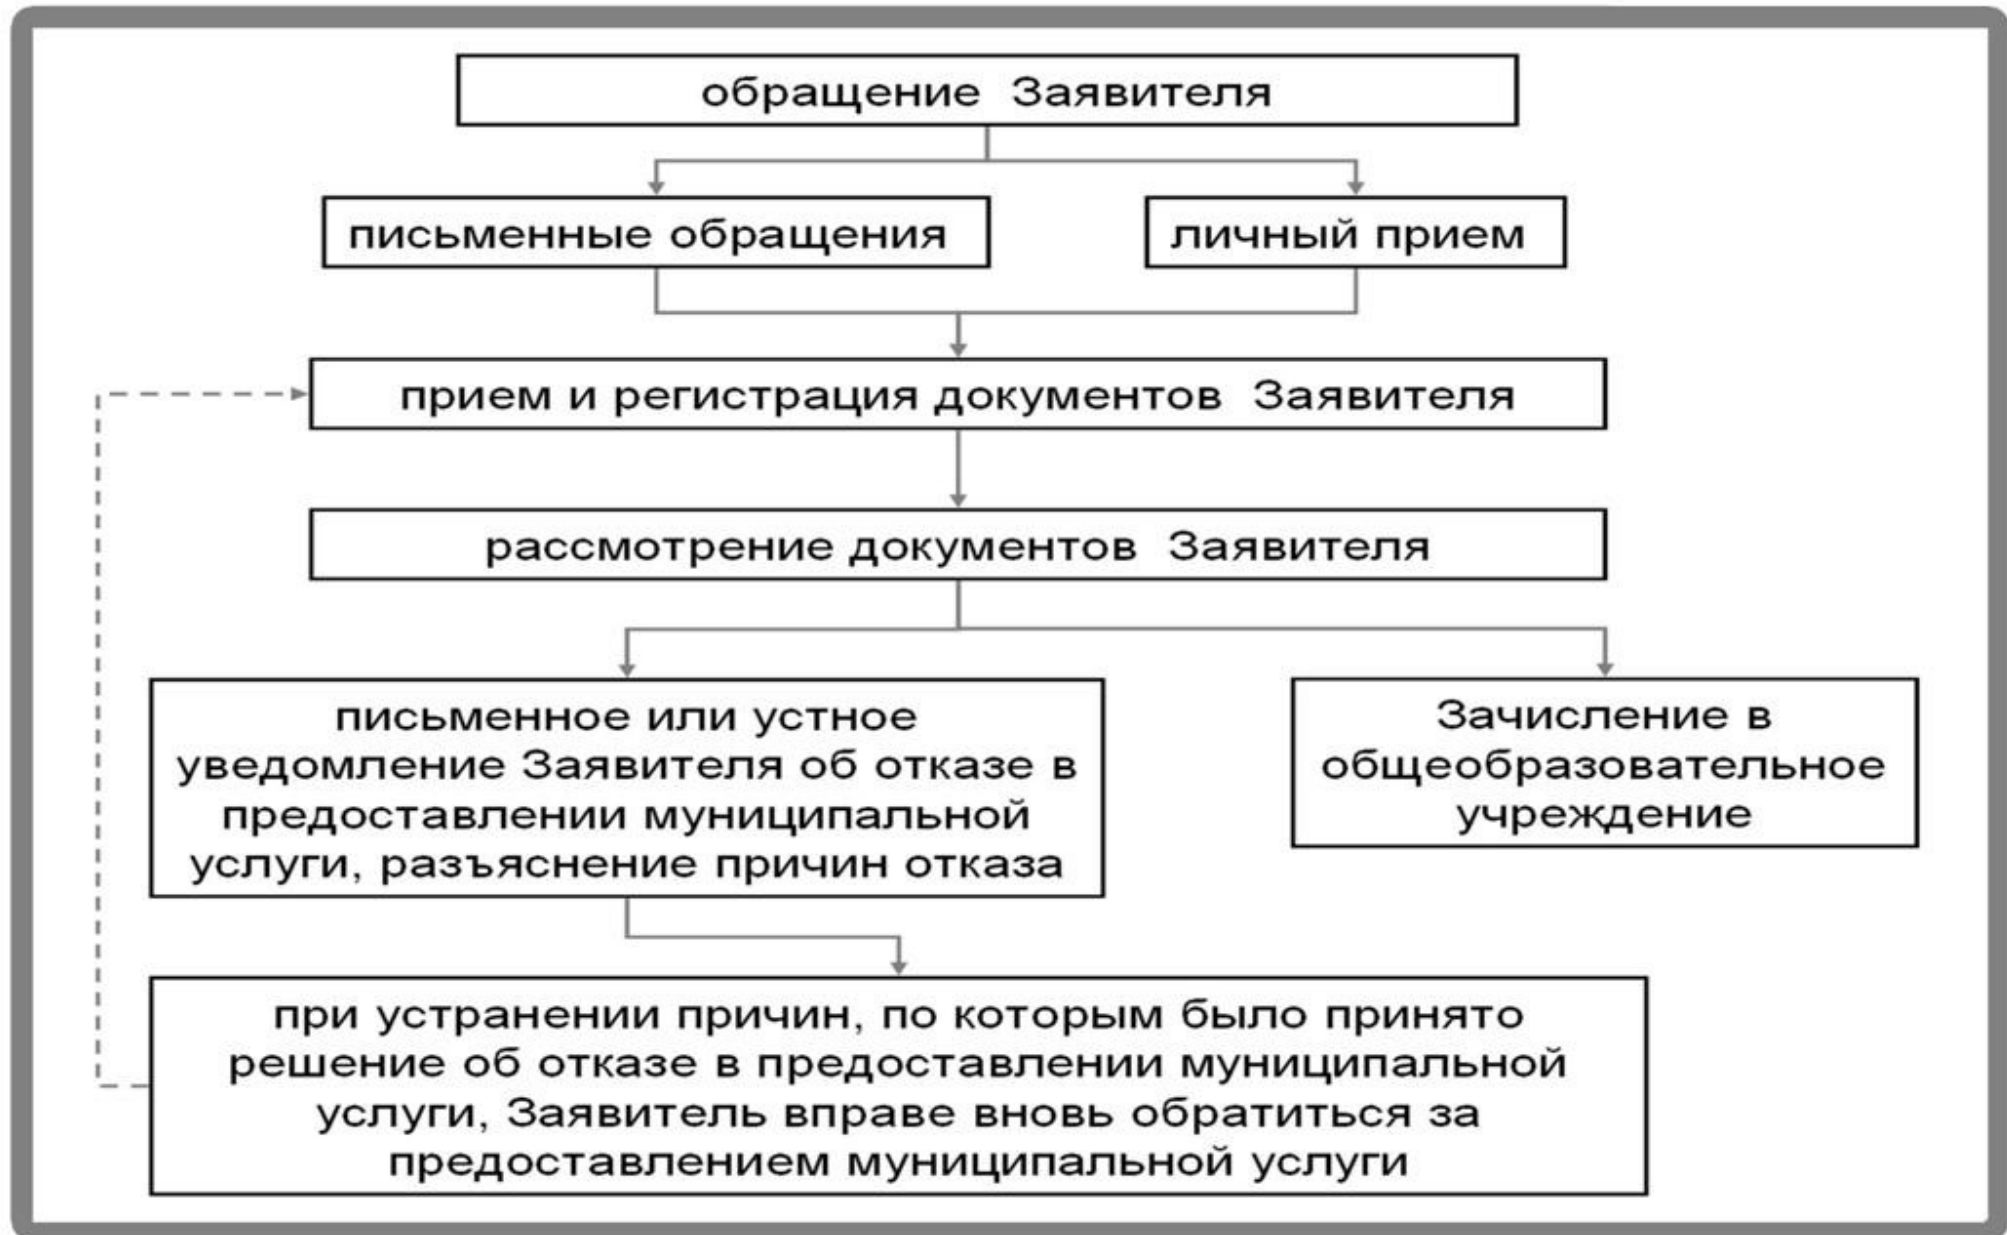 обращение Заявителя
письменные обращения
личный прием
прием и регистрация документов Заявителя
рассмотрение документов Заявителя
письменное или устное
уведомление Заявителя об отказе в
предоставлении муниципальной
услуги, разъяснение причин отказа
Зачисление в
общеобразовательное
учреждение
при устранении причин, по которым было принято
решение об отказе в предоставлении муниципальной
услуги, Заявитель вправе вновь обратиться за
предоставлением муниципальной услуги